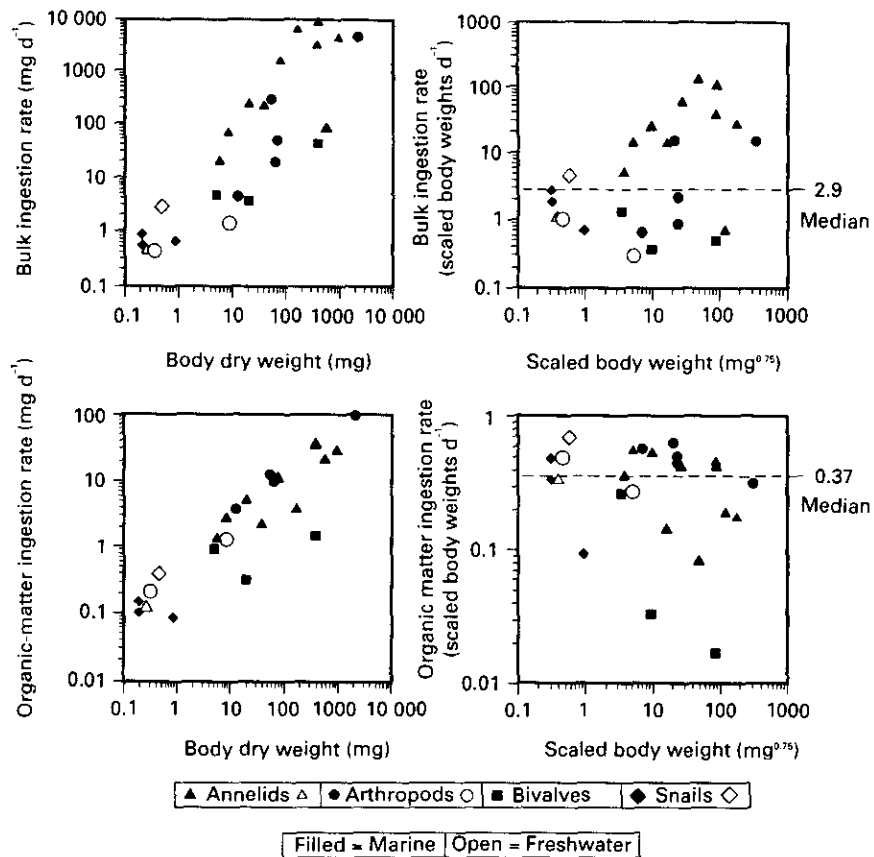 10 000
1000
100
10
1
0.1
Bulk ingestion rate (mg d⁻¹)
0.1 1 10 100 1000 10 000
Body dry weight (mg)
1000
100
10
1
0.1
Bulk ingestion rate
(scaled body weights d⁻¹)
2.9
Median
0.1 1 10 100 1000
Scaled body weight (mg⁰·⁷⁵)
100
10
1
0.1
0.01
Organic-matter ingestion rate (mg d⁻¹)
0.1 1 10 100 1000 10 000
Body dry weight (mg)
1
0.1
0.01
Organic matter ingestion rate
(scaled body weights d⁻¹)
0.37
Median
0.1 1 10 100 1000
Scaled body weight (mg⁰·⁷⁵)
▲ Annelids △ ● Arthropods ○ ■ Bivalves ◆ Snails ◇
Filled = Marine Open = Freshwater